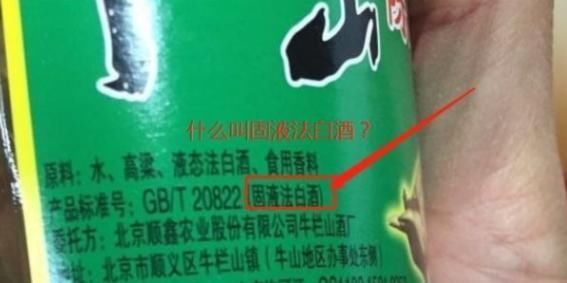 山
什么叫固液法白酒？
原料：水、高粱、液态法白酒、食用香料
产品标准号：GB/T 20822（固液法白酒）
委托方：北京顺鑫农业股份有限公司牛栏山酒厂
地址：北京市顺义区牛栏山镇（牛山地区办事处东侧）